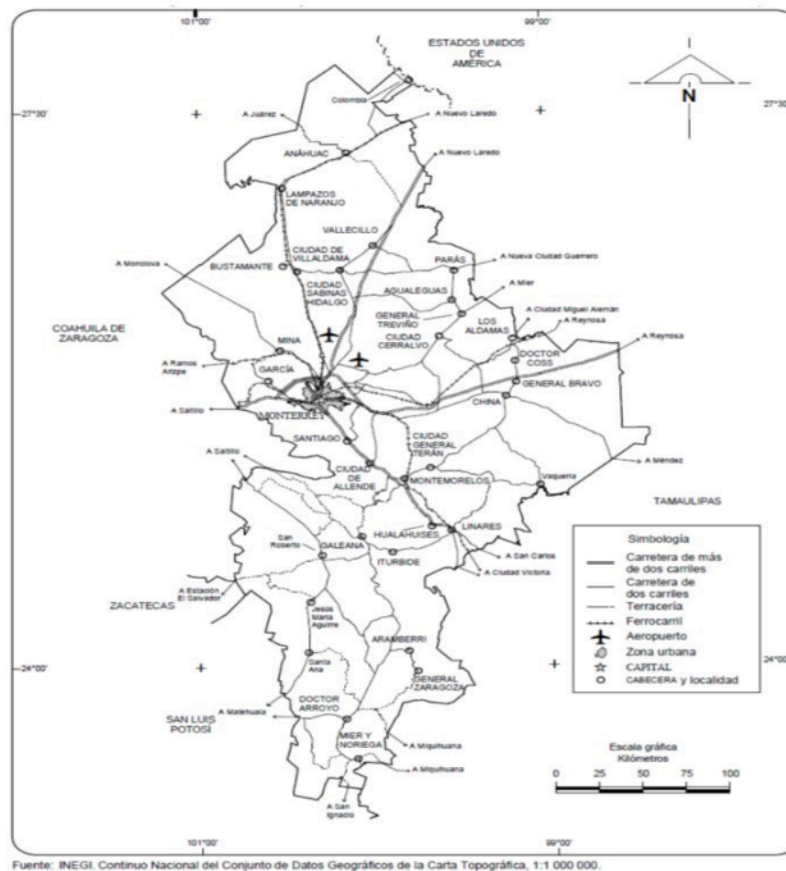 101°00'
99°00'
ESTADOS UNIDOS
DE
AMÉRICA
27°30'
27°30'
N
Colombia
A Juárez
A Nuevo Laredo
ANÁHUAC
A Nuevo Laredo
LAMPAZOS
DE NARANJO
VALLECILLO
CIUDAD DE
VILLALDAMA
A Monclova
BUSTAMANTE
PARÁS
A Nueva Ciudad Guerrero
CIUDAD
SABINAS
HIDALGO
AGUALEGUAS
A Mier
GENERAL
TREVIÑO
LOS
ALDAMAS
A Ciudad Miguel Alemán
A Reynosa
COAHUILA DE
ZARAGOZA
CIUDAD
CERRALVO
A Reynosa
MINA
DOCTOR
COSS
A Ramos
Arizpe
GARCÍA
GENERAL BRAVO
CHINA
A Saltillo
MONTERREY
SANTIAGO
CIUDAD
GENERAL
TERÁN
A Méndez
A Saltillo
CIUDAD
DE
ALLENDE
MONTEMORELOS
Vaquería
TAMAULIPAS
San
Roberto
GALEANA
HUALAHUISES
LINARES
ITURBIDE
A San Carlos
A Ciudad Victoria
A Estación
El Salvador
ZACATECAS
Jesús
María
Aguirre
ARAMBERRI
Santa
Ana
24°00'
24°00'
GENERAL
ZARAGOZA
DOCTOR
ARROYO
A Matehuala
SAN LUIS
POTOSÍ
MIER Y
NORIEGA
A Miquihuana
A Miquihuana
A San
Ignacio
Simbología
Carretera de más
de dos carriles
Carretera de
dos carriles
Terracería
Ferrocarril
Aeropuerto
Zona urbana
CAPITAL
CABECERA y localidad
Escala gráfica
Kilómetros
0 25 50 75 100
101°00'
99°00'
Fuente: INEGI. Continuo Nacional del Conjunto de Datos Geográficos de la Carta Topográfica, 1:1 000 000.